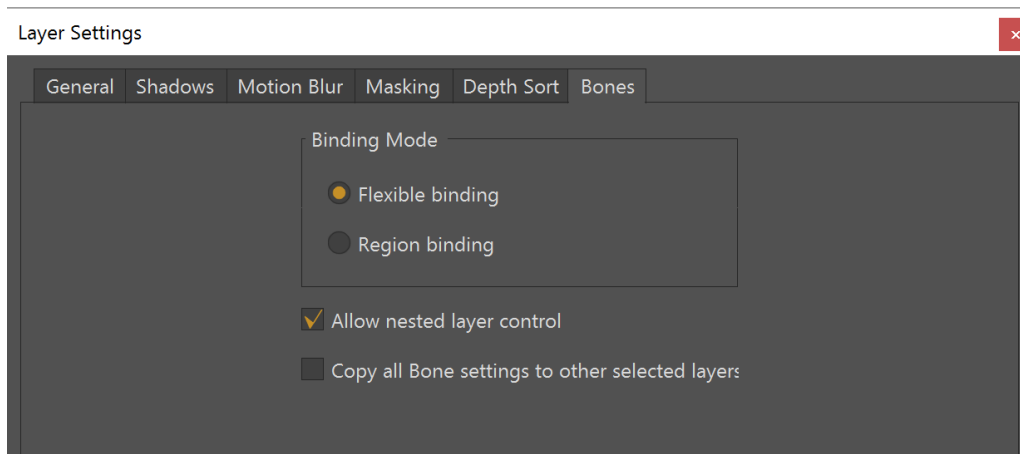 Layer Settings
General Shadows Motion Blur Masking Depth Sort Bones
Binding Mode
Flexible binding
Region binding
Allow nested layer control
Copy all Bone settings to other selected layers